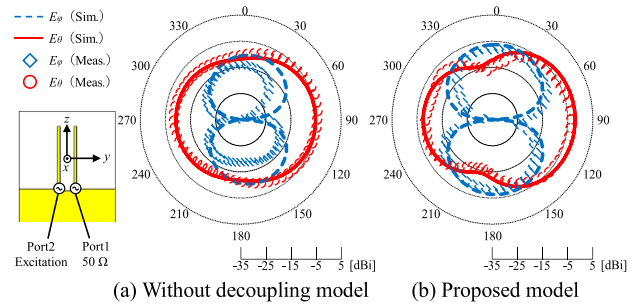 Eφ (Sim.)
Eθ (Sim.)
Eφ (Meas.)
Eθ (Meas.)
z
x
y
Port2 Port1
Excitation 50 Ω
0
330 30
300 60
270 90
240 120
210 150
180
-35 -25 -15 -5 5 [dBi]
(a) Without decoupling model
0
330 30
300 60
270 90
240 120
210 150
180
-35 -25 -15 -5 5 [dBi]
(b) Proposed model